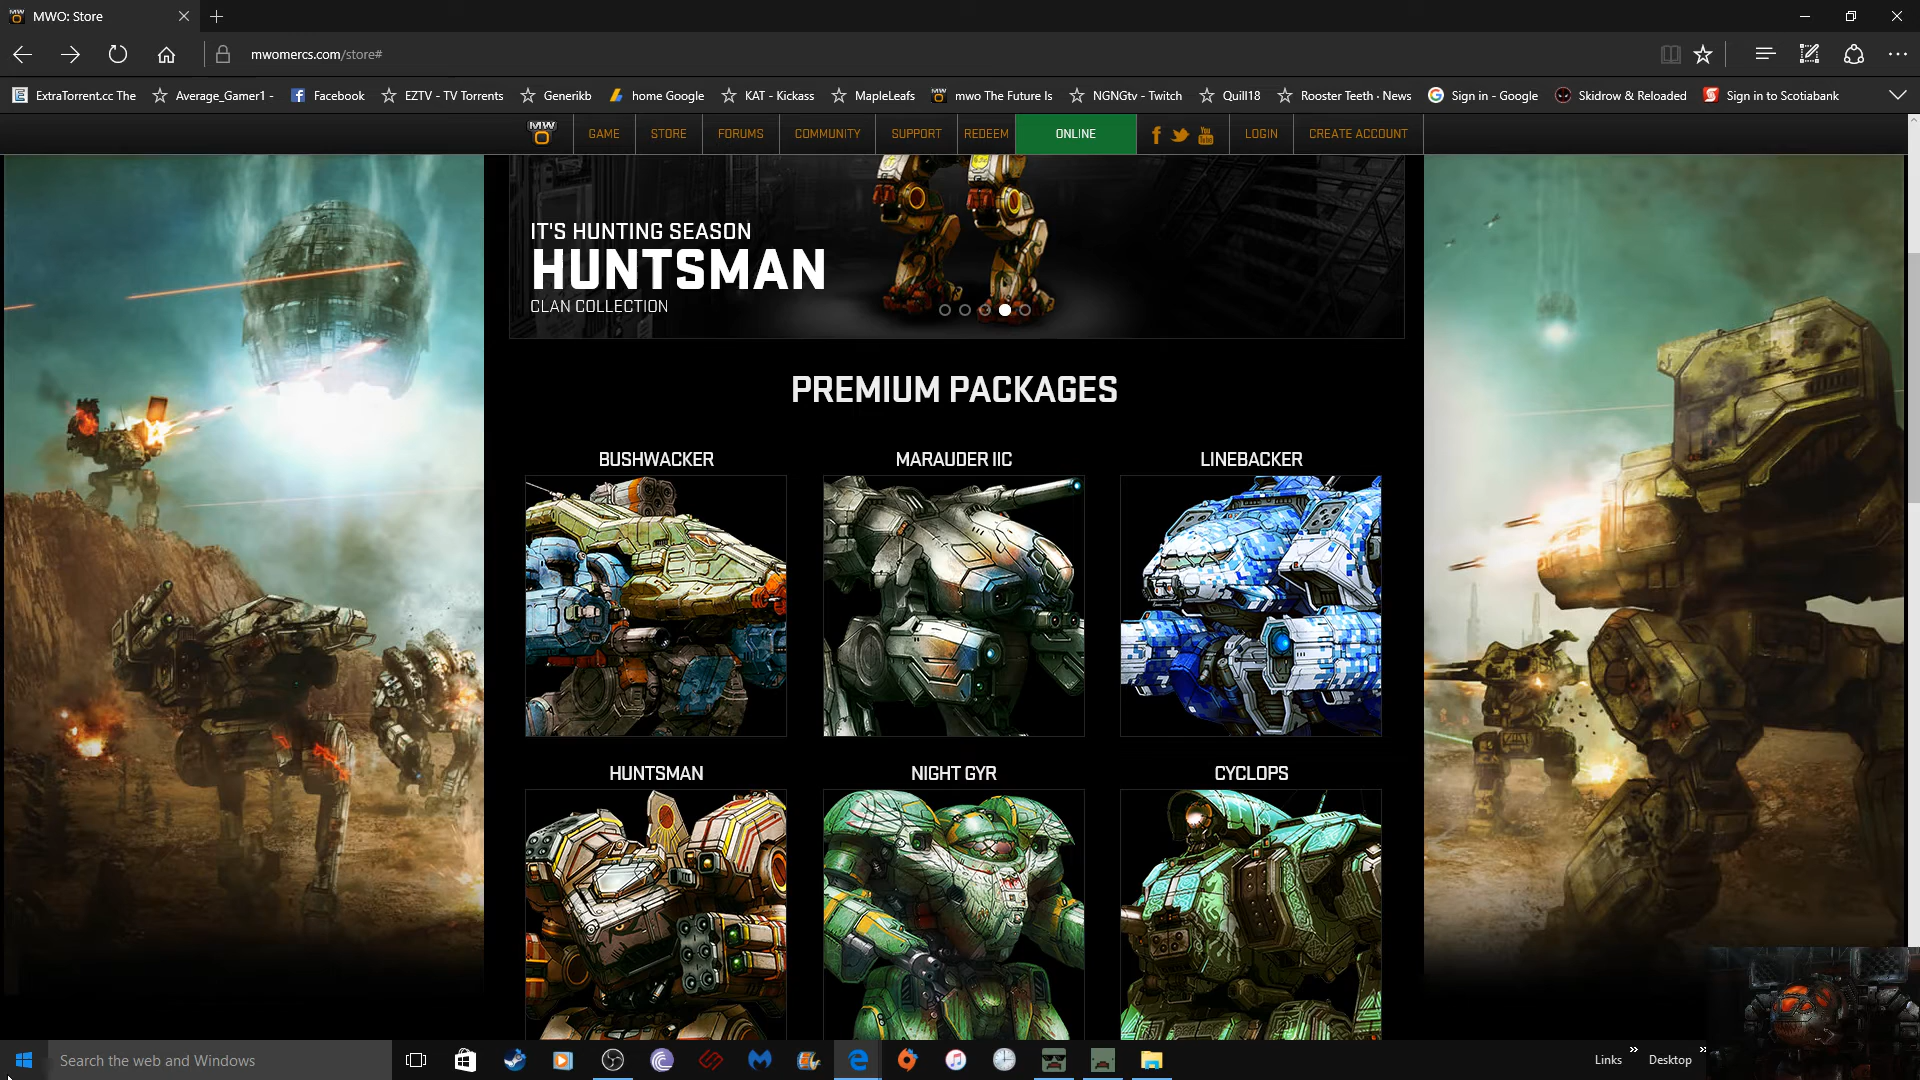 MWO: Store
mwomercs.com/store#
ExtraTorrent.cc The
Average_Gamer1 -
Facebook
EZTV - TV Torrents
Generikb
home Google
KAT - Kickass
MapleLeafs
mwo The Future Is
NGNGtv - Twitch
Quill18
Rooster Teeth · News
Sign in - Google
Skidrow & Reloaded
Sign in to Scotiabank
MW
GAME
STORE
FORUMS
COMMUNITY
SUPPORT
REDEEM
ONLINE
You Tube
LOGIN
CREATE ACCOUNT
IT'S HUNTING SEASON
HUNTSMAN
CLAN COLLECTION
PREMIUM PACKAGES
BUSHWACKER
MARAUDER IIC
LINEBACKER
HUNTSMAN
NIGHT GYR
CYCLOPS
Search the web and Windows
Links
Desktop